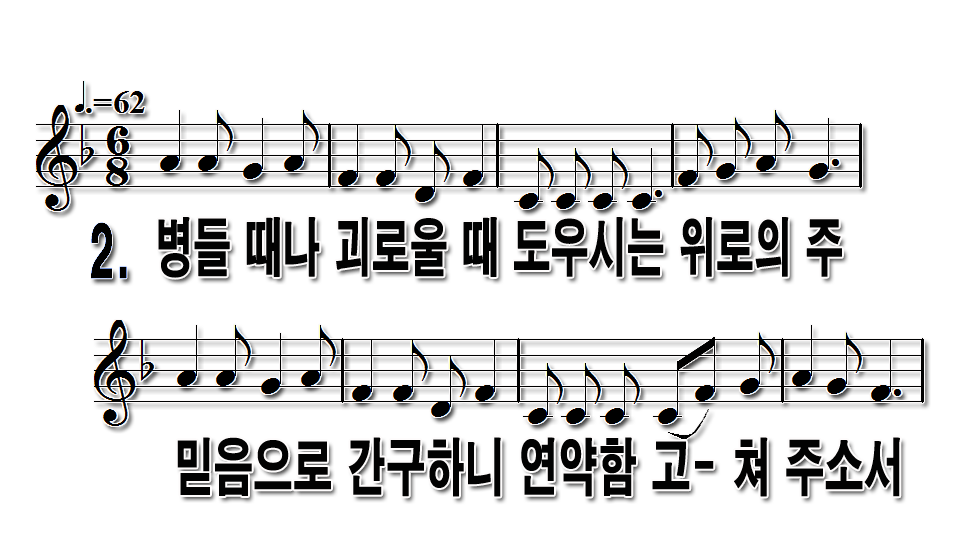 ♩.=62
6
8
2. 병들 때나 괴로울 때 도우시는 위로의 주
믿음으로 간구하니 연약함 고- 쳐 주소서